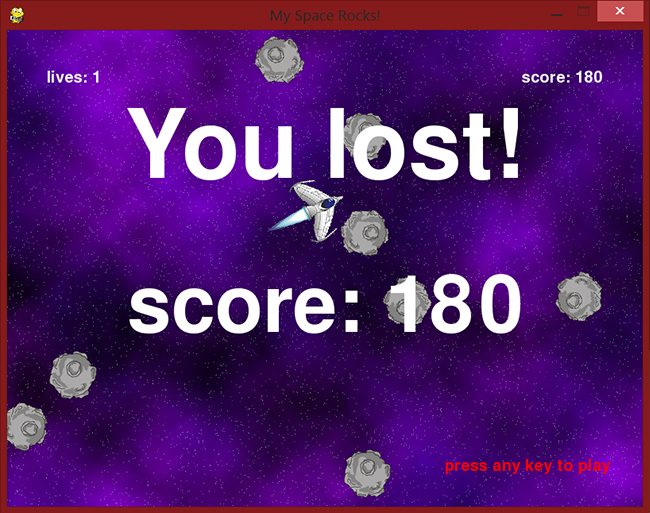 My Space Rocks!
lives: 1
score: 180
You lost!
score: 180
press any key to play